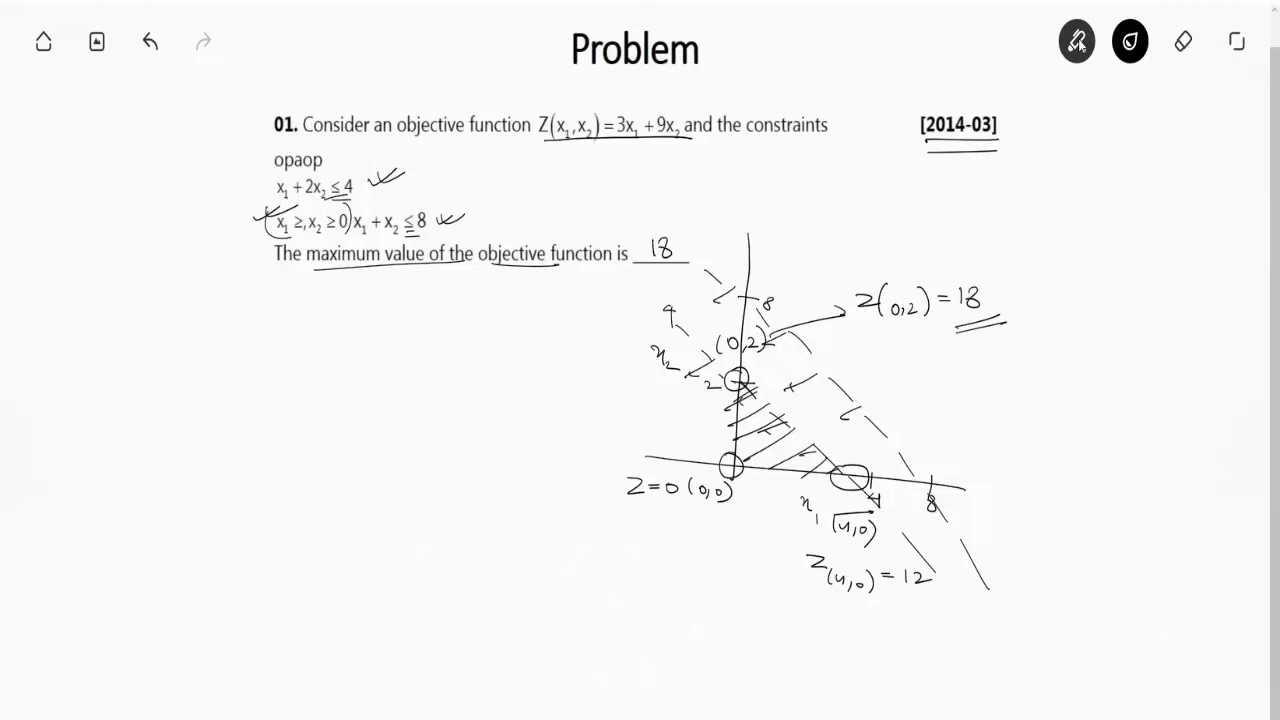 Problem
01. Consider an objective function Z(x₁,x₂) = 3x₁ + 9x₂ and the constraints [2014-03]
opaop
x₁ + 2x₂ ≤ 4
x₁ ≥, x₂ ≥ 0 x₁ + x₂ ≤ 8
The maximum value of the objective function is 18
8
Z(0,2) = 18
(0,2)
x₂
2
Z=0 (0,0)
4
8
x₁
(4,0)
Z(4,0) = 12